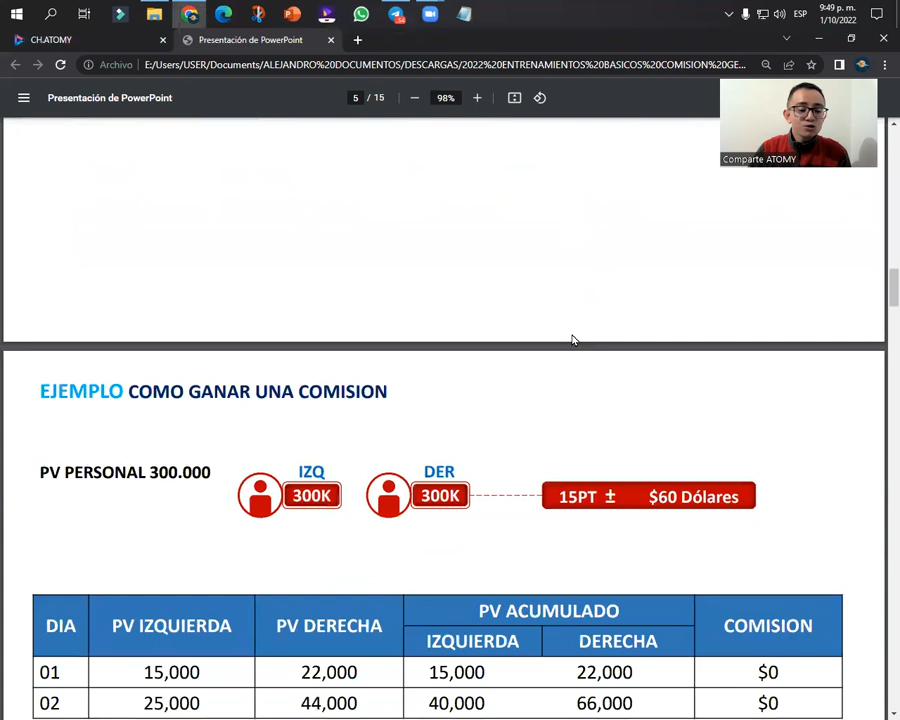 9:49 p. m.
ESP
1/10/2022
CH.ATOMY
Presentación de PowerPoint
Archivo E:/Users/USER/Documents/ALEJANDRO%20DOCUMENTOS/DESCARGAS/2022%20ENTRENAMIENTOS%20BASICOS%20COMISION%20GE...
Presentación de PowerPoint
5 / 15
98%
Comparte ATOMY
EJEMPLO COMO GANAR UNA COMISION
PV PERSONAL 300.000
IZQ
300K
DER
300K
15PT ± $60 Dólares
DIA PV IZQUIERDA PV DERECHA PV ACUMULADO COMISION
IZQUIERDA DERECHA
01 15,000 22,000 15,000 22,000 $0
02 25,000 44,000 40,000 66,000 $0